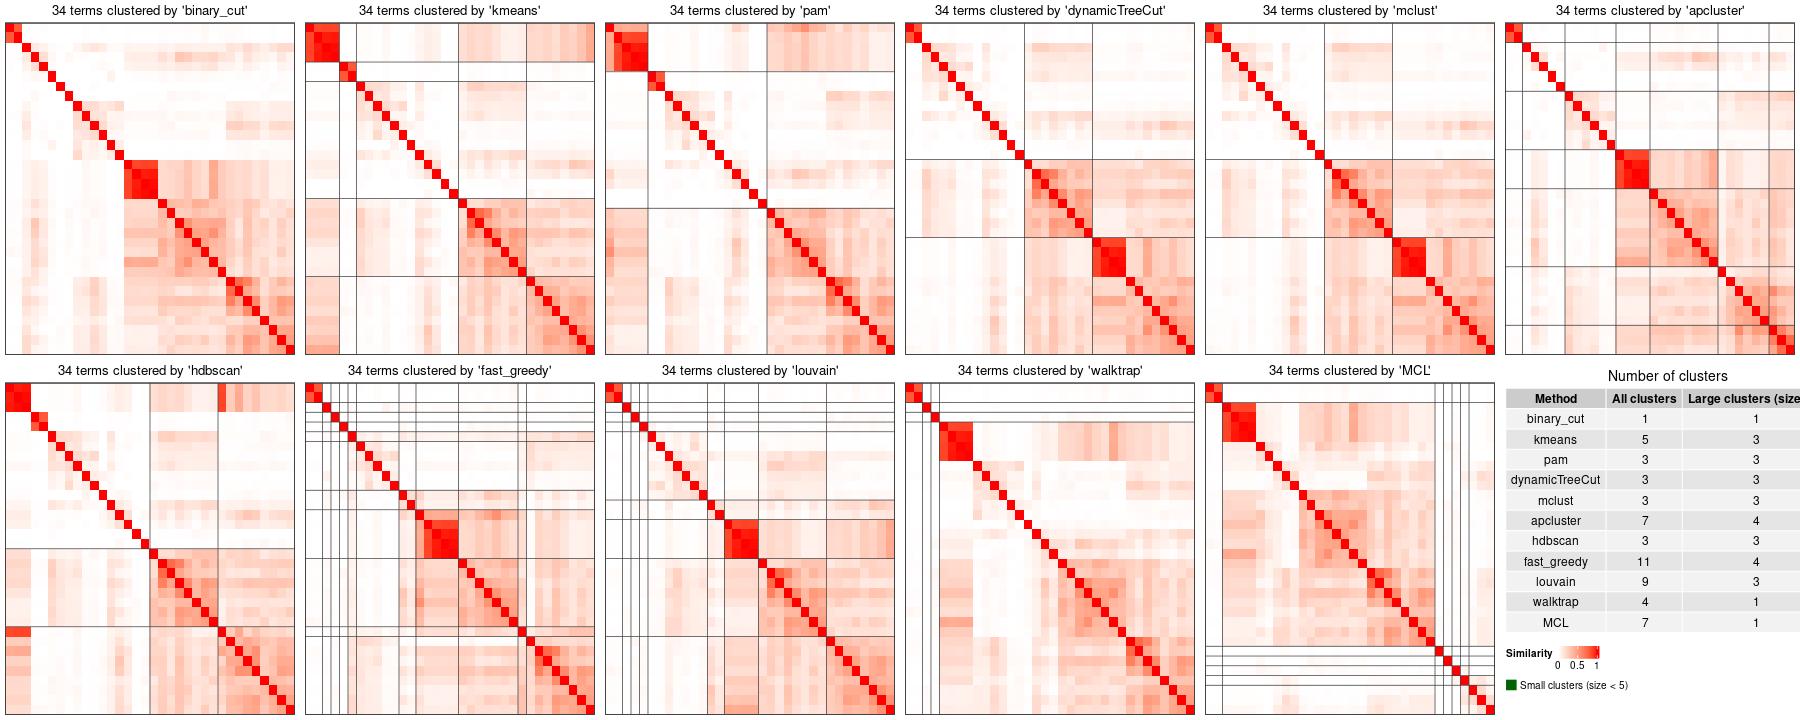 34 terms clustered by 'binary_cut'
34 terms clustered by 'kmeans'
34 terms clustered by 'pam'
34 terms clustered by 'dynamicTreeCut'
34 terms clustered by 'mclust'
34 terms clustered by 'apcluster'
34 terms clustered by 'hdbscan'
34 terms clustered by 'fast_greedy'
34 terms clustered by 'louvain'
34 terms clustered by 'walktrap'
34 terms clustered by 'MCL'
Number of clusters
Method All clusters Large clusters (size
binary_cut 1 1
kmeans 5 3
pam 3 3
dynamicTreeCut 3 3
mclust 3 3
apcluster 7 4
hdbscan 3 3
fast_greedy 11 4
louvain 9 3
walktrap 4 1
MCL 7 1
Similarity
0 0.5 1
Small clusters (size < 5)